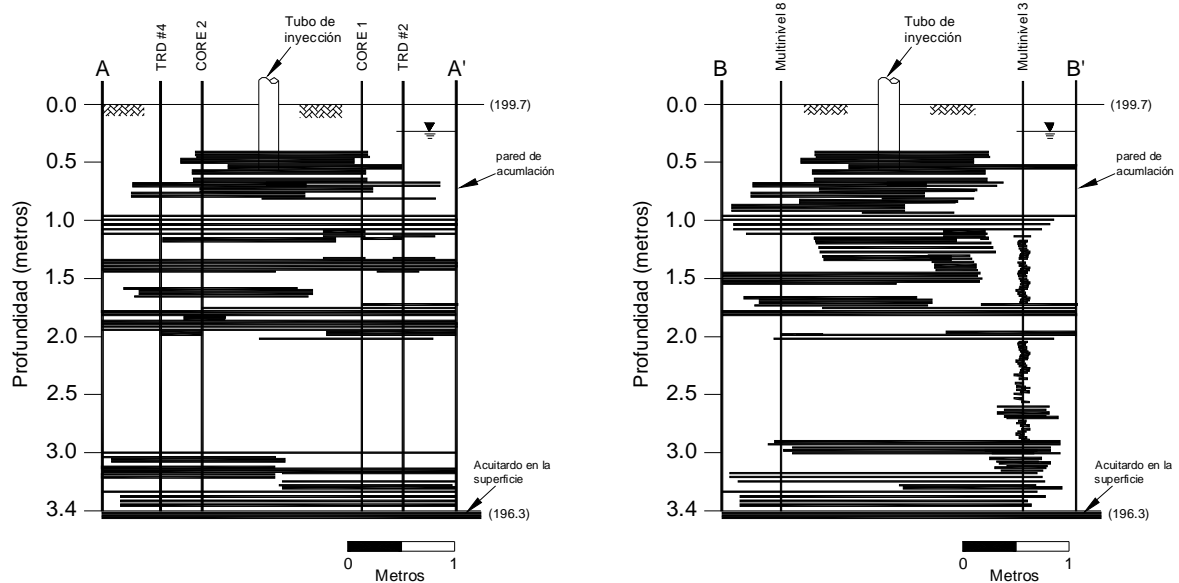 Tubo de
inyección
TRD #4
CORE 2
CORE 1
TRD #2
A
A'
0.0
(199.7)
0.5
pared de
acumlación
1.0
1.5
2.0
2.5
3.0
Acuitardo en la
superficie
3.4
(196.3)
Profundidad (metros)
0
1
Metros
Tubo de
inyección
Multinivel 8
Multinivel 3
B
B'
0.0
(199.7)
0.5
pared de
acumlación
1.0
1.5
2.0
2.5
3.0
Acuitardo en la
superficie
3.4
(196.3)
Profundidad (metros)
0
1
Metros